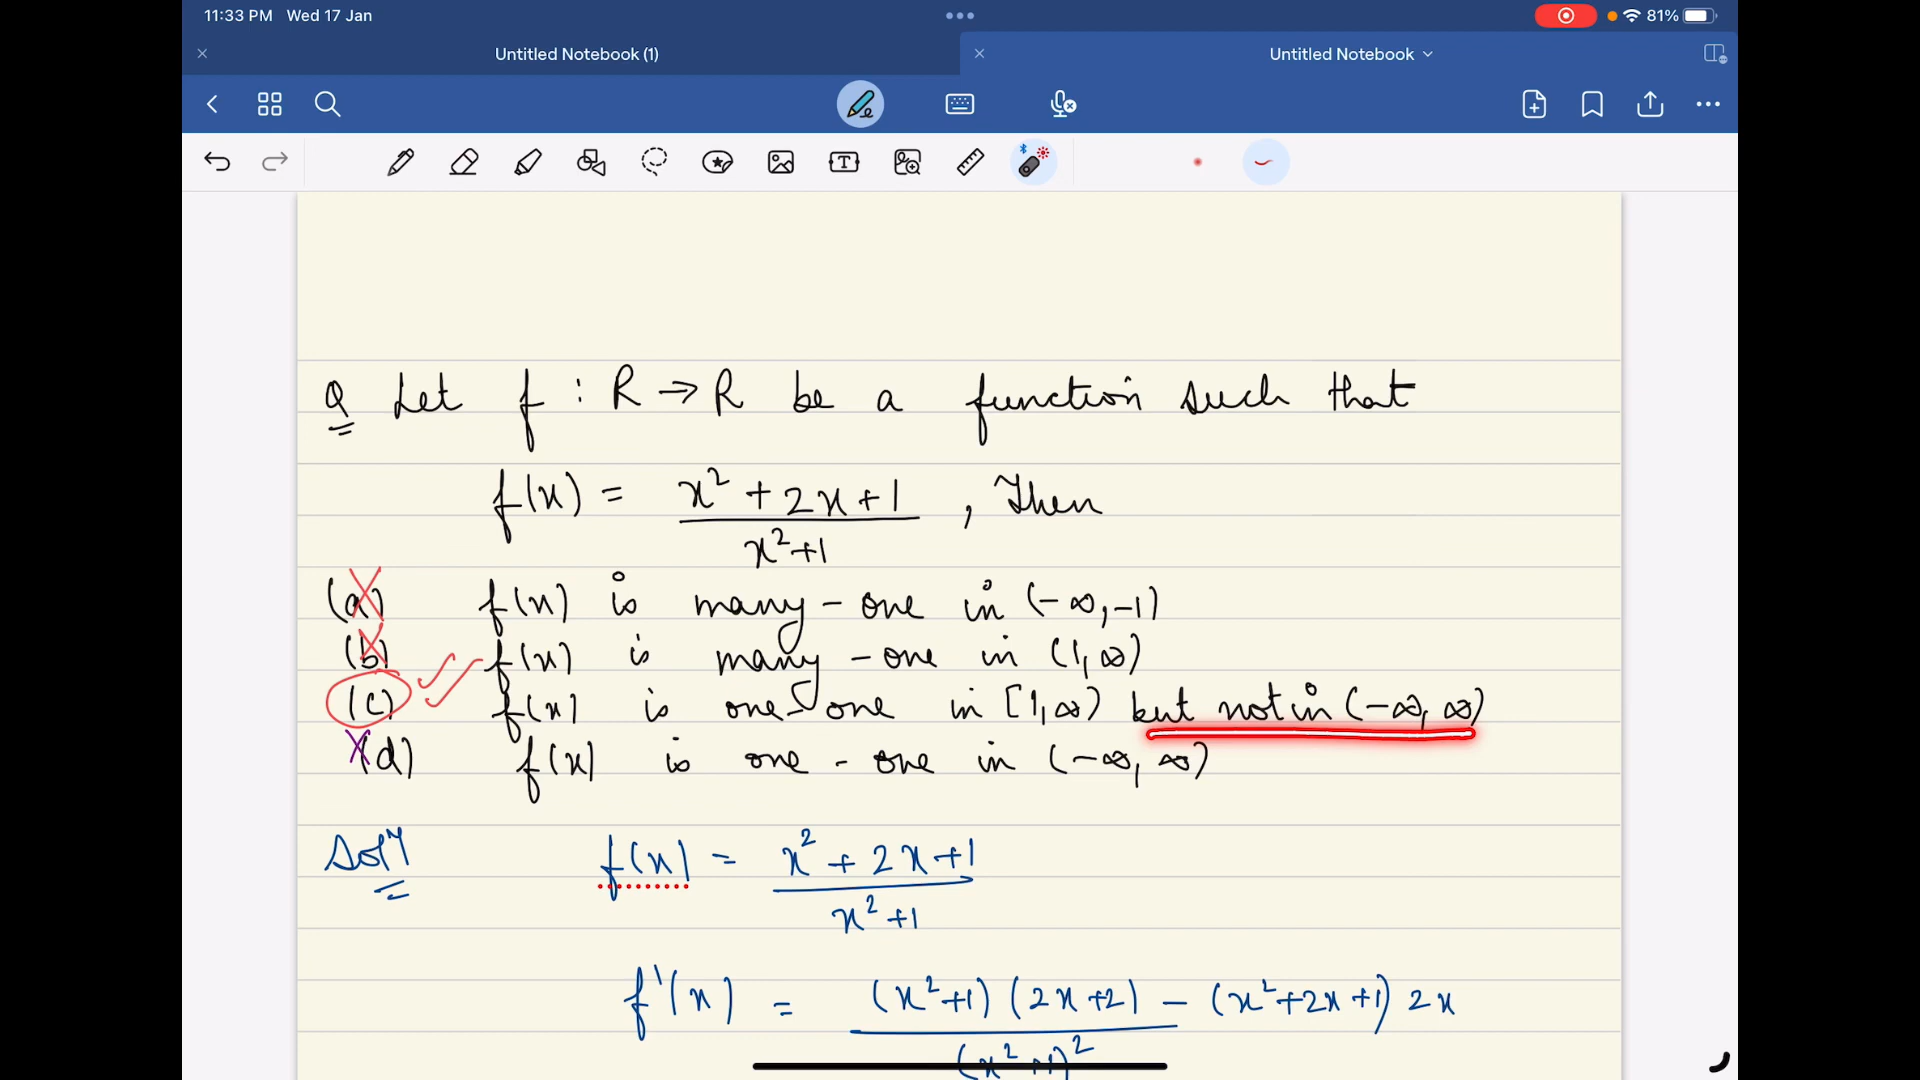 11:33 PM Wed 17 Jan
81%
Untitled Notebook (1)
Untitled Notebook
Q Let f : R → R be a function such that
f(x) = x² + 2x + 1 / x² + 1 , Then
(a) f(x) is many-one in (-∞, -1)
(b) f(x) is many-one in (1, ∞)
(c) f(x) is one-one in [1, ∞) but not in (-∞, ∞)
(d) f(x) is one-one in (-∞, ∞)
Solⁿ f(x) = x² + 2x + 1 / x² + 1
f'(x) = (x² + 1)(2x + 2) - (x² + 2x + 1) 2x / (x² + 1)²